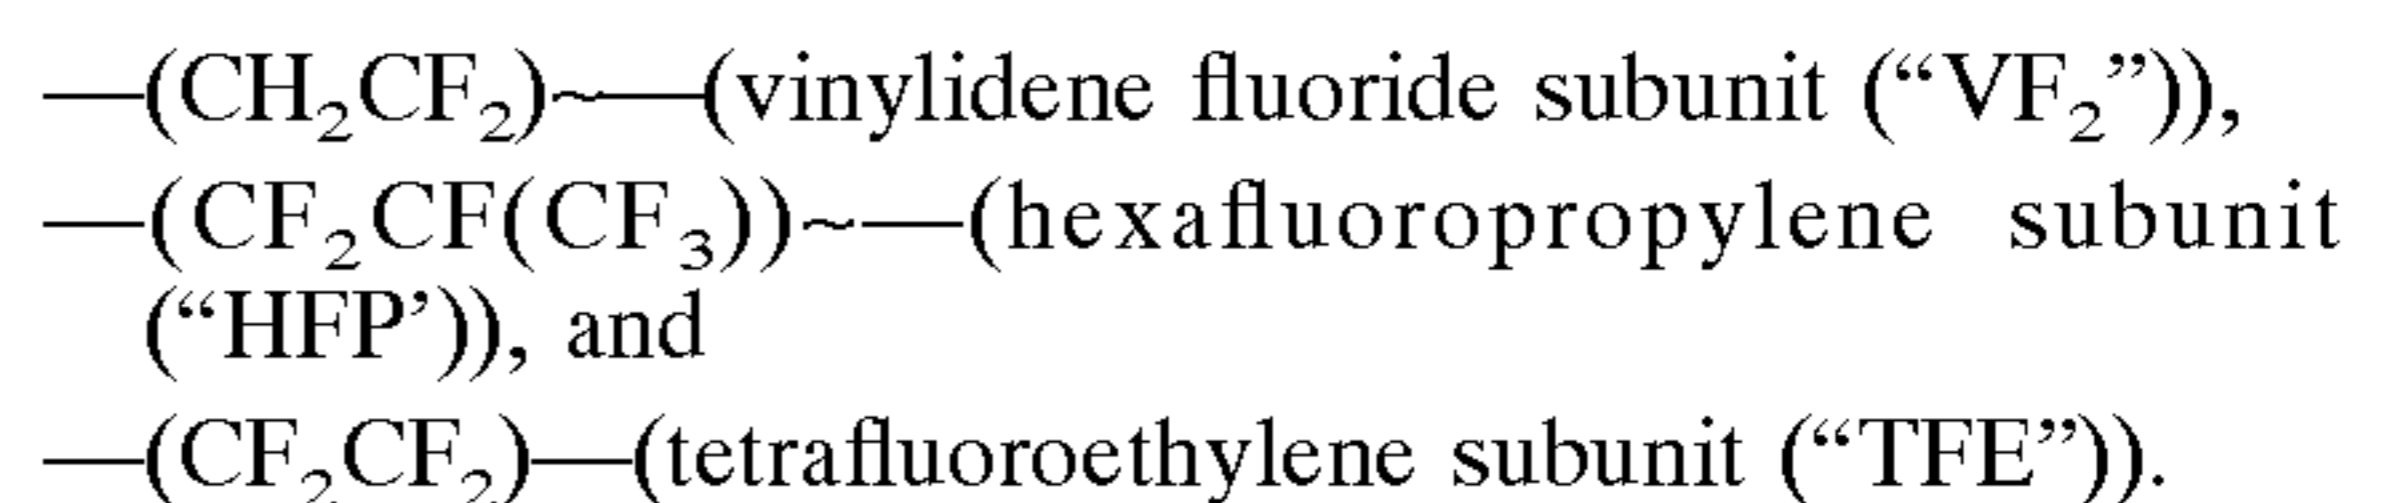 —(CH₂CF₂)~—(vinylidene fluoride subunit (“VF₂”)),
—(CF₂CF(CF₃))~—(hexafluoropropylene subunit
(“HFP’)), and
—(CF₂CF₂)—(tetrafluoroethylene subunit (“TFE”)).